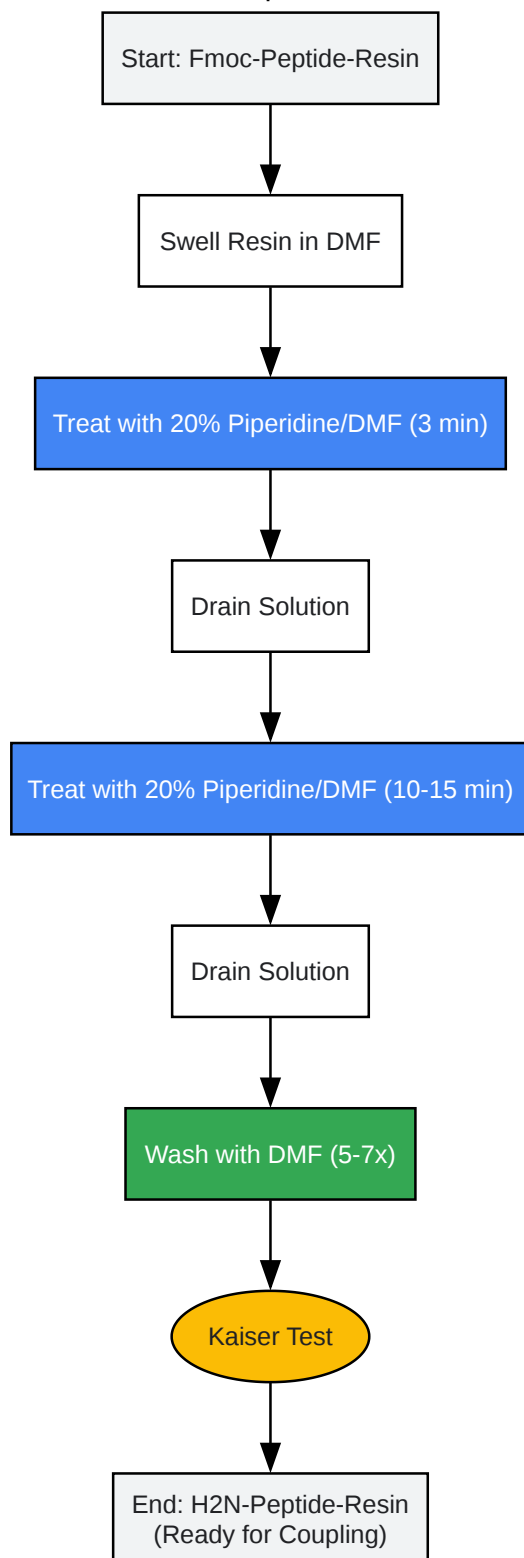 Start: Fmoc-Peptide-Resin
Swell Resin in DMF
Treat with 20% Piperidine/DMF (3 min)
Drain Solution
Treat with 20% Piperidine/DMF (10-15 min)
Drain Solution
Wash with DMF (5-7x)
Kaiser Test
End: H2N-Peptide-Resin
(Ready for Coupling)